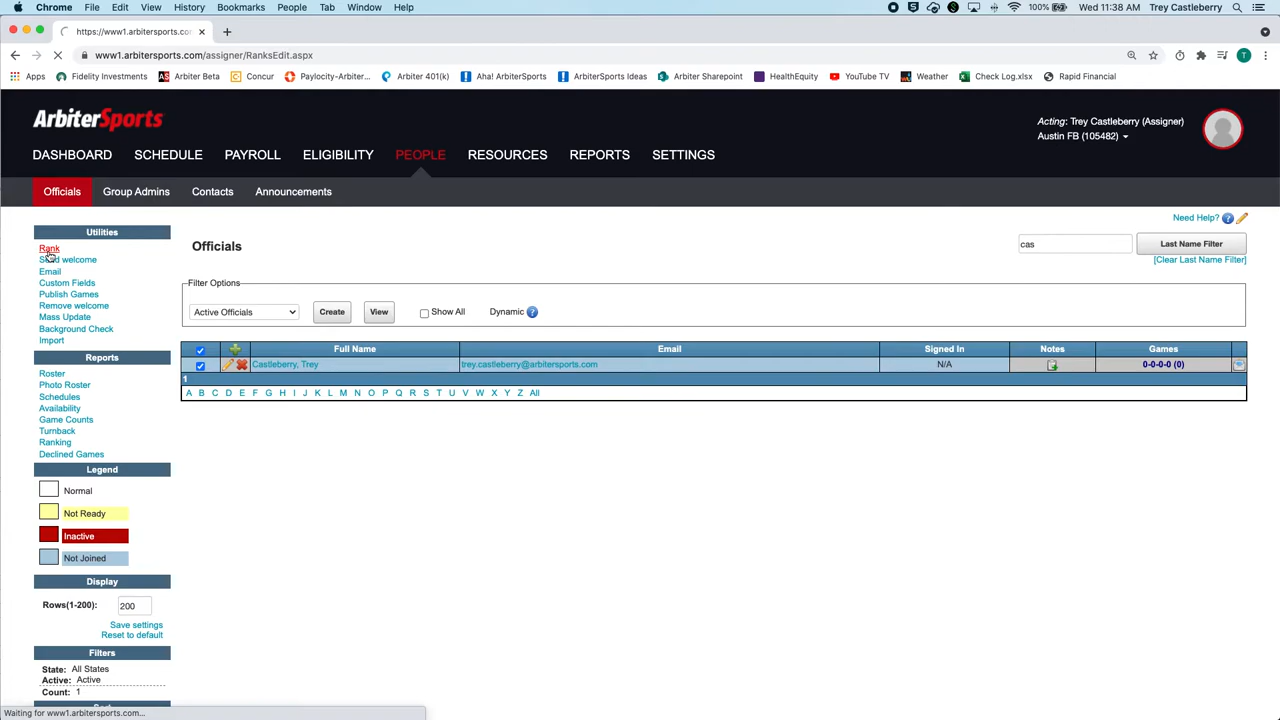 Chrome File Edit View History Bookmarks People Tab Window Help 100% Wed 11:38 AM Trey Castleberry
https://www1.arbitersports.co
www1.arbitersports.com/assigner/RanksEdit.aspx
Apps Fidelity Investments Arbiter Beta Concur Paylocity-Arbiter... Arbiter 401(k) Aha! ArbiterSports ArbiterSports Ideas Arbiter Sharepoint HealthEquity YouTube TV Weather Check Log.xlsx Rapid Financial
ArbiterSports
Acting: Trey Castleberry (Assigner)
Austin FB (105482)
DASHBOARD SCHEDULE PAYROLL ELIGIBILITY PEOPLE RESOURCES REPORTS SETTINGS
Officials Group Admins Contacts Announcements
Need Help?
Utilities
Rank
Send welcome
Email
Custom Fields
Publish Games
Remove welcome
Mass Update
Background Check
Import
Reports
Roster
Photo Roster
Schedules
Availability
Game Counts
Turnback
Ranking
Declined Games
Legend
Normal
Not Ready
Inactive
Not Joined
Display
Rows(1-200): 200
Save settings
Reset to default
Filters
State: All States
Active: Active
Count: 1
Officials
cas Last Name Filter
[Clear Last Name Filter]
Filter Options
Active Officials Create View Show All Dynamic
Full Name Email Signed In Notes Games
Castleberry, Trey trey.castleberry@arbitersports.com N/A 0-0-0-0 (0)
1
A B C D E F G H I J K L M N O P Q R S T U V W X Y Z All
Waiting for www1.arbitersports.com...